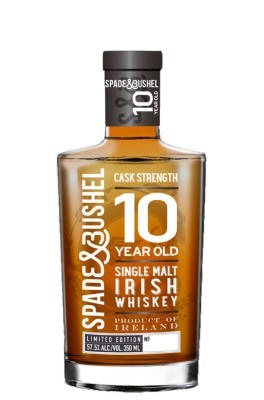 SPADE&BUSHEL
10
YEAR OLD
SPADE&BUSHEL
CASK STRENGTH
10
YEAR OLD
SINGLE MALT
IRISH
WHISKEY
PRODUCT OF
IRELAND
LIMITED EDITION Nº
57.5% ALC/VOL. 350 ML